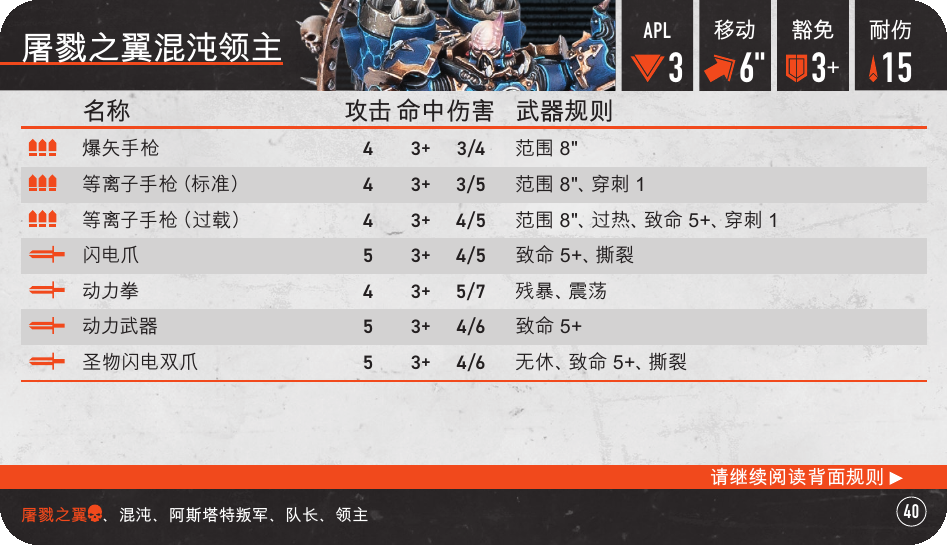 屠戮之翼混沌领主
APL 移动 豁免 耐伤
3 6" 3+ 15
名称 攻击 命中 伤害 武器规则
爆矢手枪 4 3+ 3/4 范围 8"
等离子手枪（标准） 4 3+ 3/5 范围 8"、穿刺 1
等离子手枪（过载） 4 3+ 4/5 范围 8"、过热、致命 5+、穿刺 1
闪电爪 5 3+ 4/5 致命 5+、撕裂
动力拳 4 3+ 5/7 残暴、震荡
动力武器 5 3+ 4/6 致命 5+
圣物闪电双爪 5 3+ 4/6 无休、致命 5+、撕裂
请继续阅读背面规则 ▶
屠戮之翼、混沌、阿斯塔特叛军、队长、领主
40